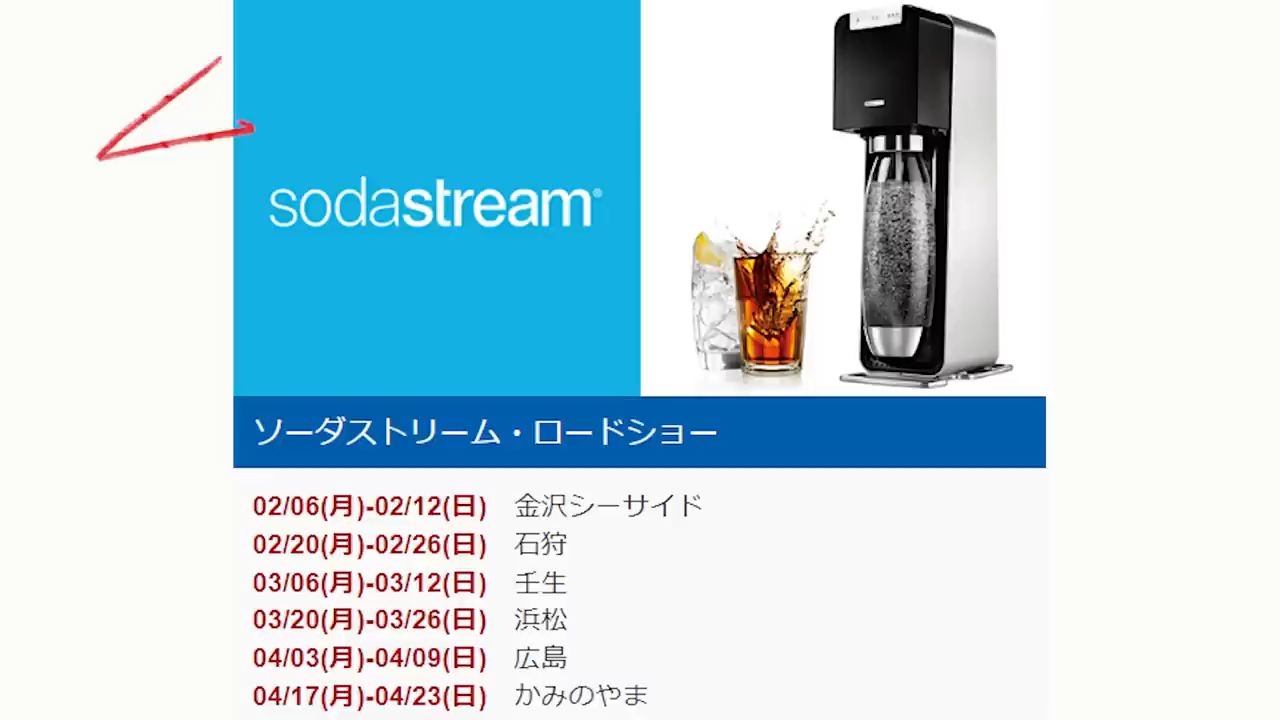 sodastream®
ソーダストリーム・ロードショー
02/06(月)-02/12(日) 金沢シーサイド
02/20(月)-02/26(日) 石狩
03/06(月)-03/12(日) 壬生
03/20(月)-03/26(日) 浜松
04/03(月)-04/09(日) 広島
04/17(月)-04/23(日) かみのやま